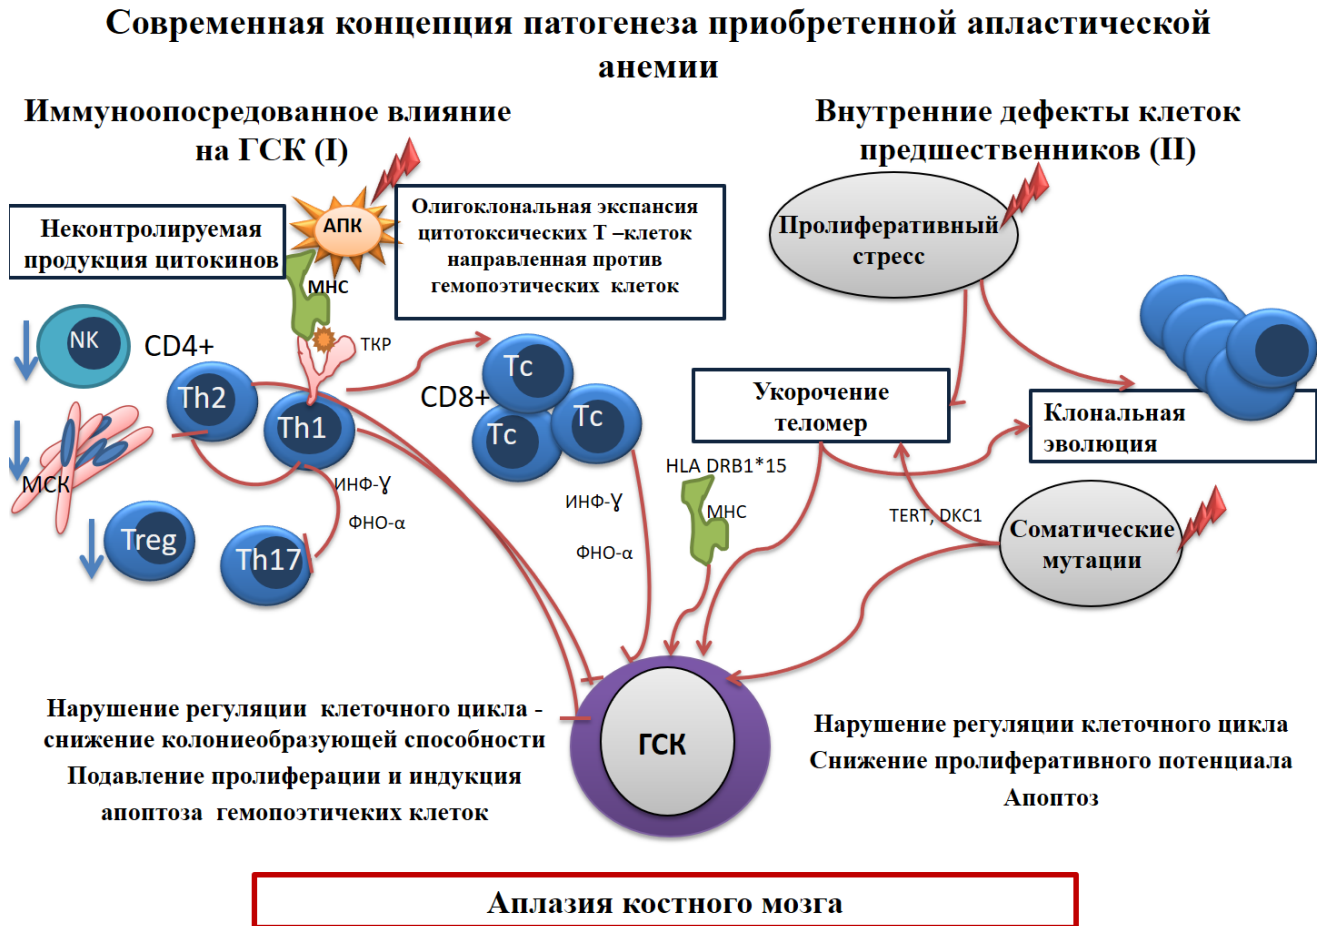 Современная концепция патогенеза приобретенной апластической
анемии
Иммуноопосредованное влияние
на ГСК (I)
Внутренние дефекты клеток
предшественников (II)
Неконтролируемая
продукция цитокинов
АПК
МНС
ТКР
Олигоклональная экспансия
цитотоксических Т –клеток
направленная против
гемопоэтических клеток
Пролиферативный
стресс
NK
CD4+
Th2
Th1
CD8+
Tc
Tc
Tc
МСК
ИНФ-Ɣ
ФНО-α
Treg
Th17
ИНФ-Ɣ
ФНО-α
Укорочение
теломер
Клональная
эволюция
HLA DRB1*15
МНС
TERT, DKC1
Соматические
мутации
ГСК
Нарушение регуляции клеточного цикла -
снижение колониеобразующей способности
Подавление пролиферации и индукция
апоптоза гемопоэтичеких клеток
Нарушение регуляции клеточного цикла
Снижение пролиферативного потенциала
Апоптоз
Аплазия костного мозга